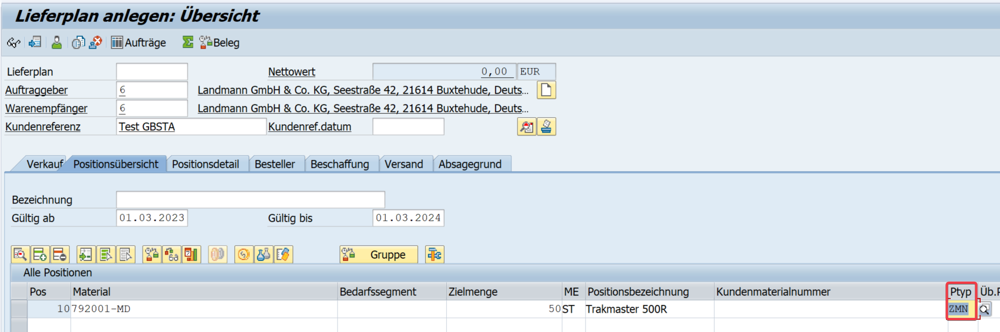 Lieferplan anlegen: Übersicht
Aufträge Beleg
Lieferplan Nettowert 0,00 EUR
Auftraggeber 6 Landmann GmbH & Co. KG, Seestraße 42, 21614 Buxtehude, Deuts...
Warenempfänger 6 Landmann GmbH & Co. KG, Seestraße 42, 21614 Buxtehude, Deuts...
Kundenreferenz Test GBSTA Kundenref.datum
Verkauf Positionsübersicht Positionsdetail Besteller Beschaffung Versand Absagegrund
Bezeichnung
Gültig ab 01.03.2023 Gültig bis 01.03.2024
Gruppe
Alle Positionen
Pos Material Bedarfssegment Zielmenge ME Positionsbezeichnung Kundenmaterialnummer Ptyp Üb.P
10 792001-MD 50 ST Trakmaster 500R ZMN